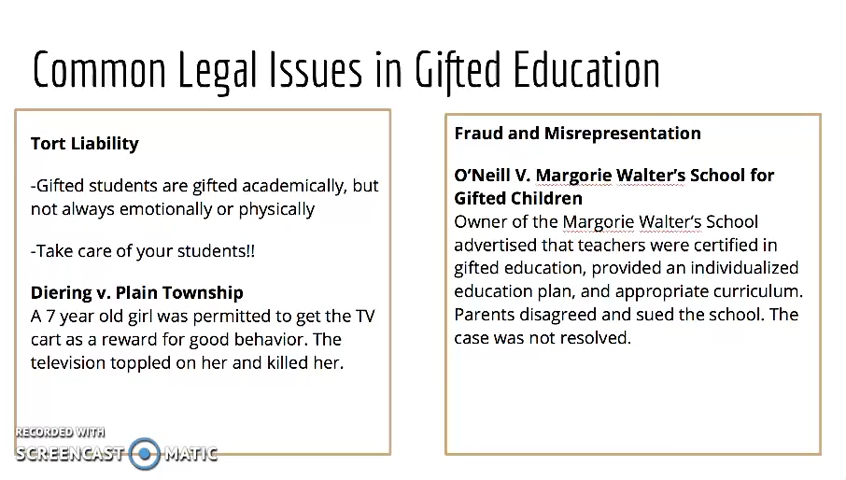 Common Legal Issues in Gifted Education
Tort Liability
-Gifted students are gifted academically, but
not always emotionally or physically
-Take care of your students!!
Diering v. Plain Township
A 7 year old girl was permitted to get the TV
cart as a reward for good behavior. The
television toppled on her and killed her.
Fraud and Misrepresentation
O’Neill V. Margorie Walter’s School for
Gifted Children
Owner of the Margorie Walter’s School
advertised that teachers were certified in
gifted education, provided an individualized
education plan, and appropriate curriculum.
Parents disagreed and sued the school. The
case was not resolved.
RECORDED WITH
SCREENCAST MATIC